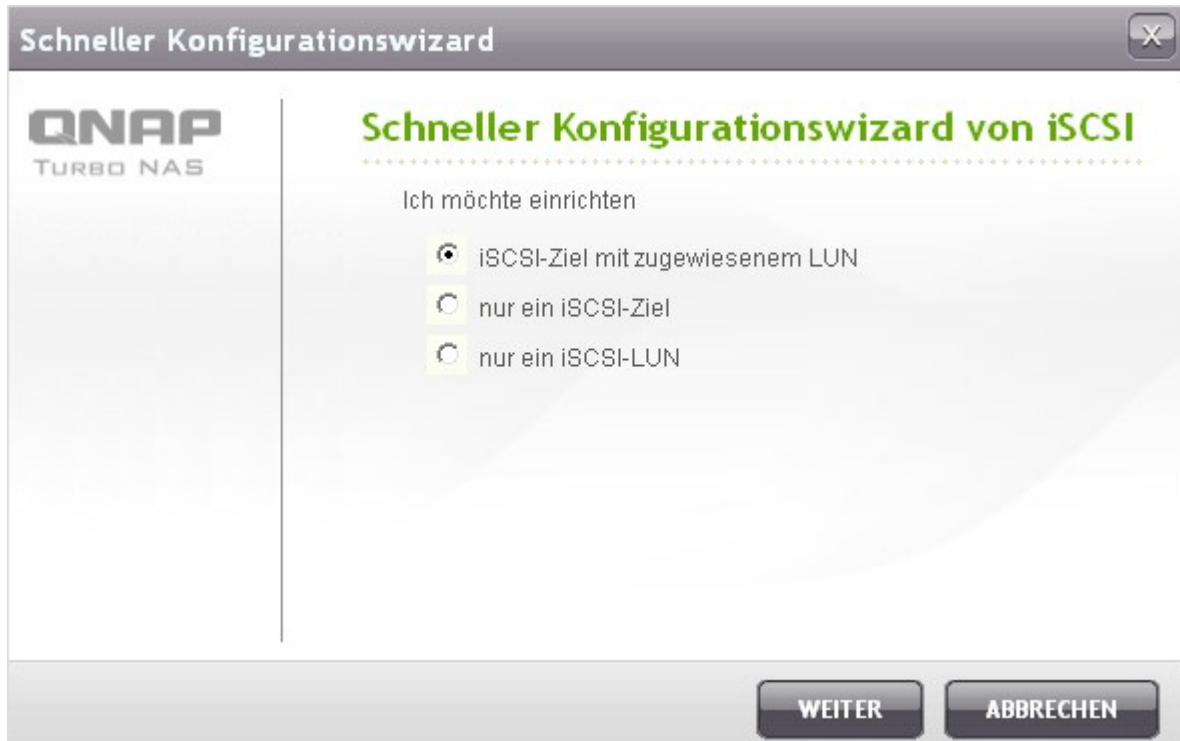 Schneller Konfigurationswizard
X
QNAP
TURBO NAS
Schneller Konfigurationswizard von iSCSI
Ich möchte einrichten
iSCSI-Ziel mit zugewiesenem LUN
nur ein iSCSI-Ziel
nur ein iSCSI-LUN
WEITER
ABBRECHEN